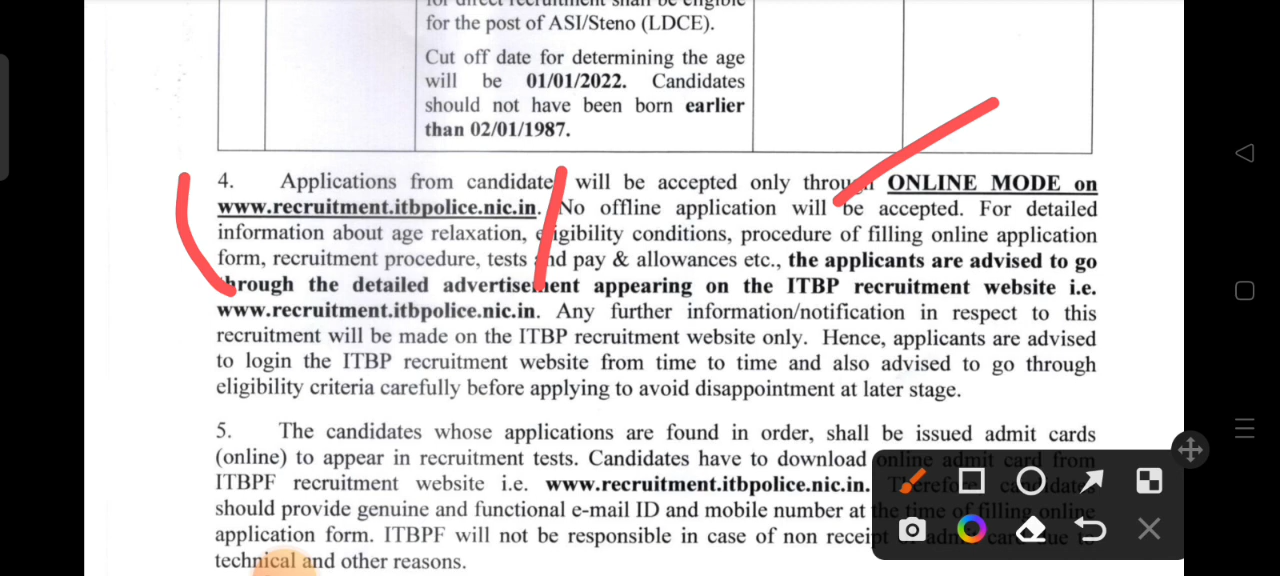 for direct recruitment shall be eligible
for the post of ASI/Steno (LDCE).
Cut off date for determining the age
will be 01/01/2022. Candidates
should not have been born earlier
than 02/01/1987.
4. Applications from candidate will be accepted only through ONLINE MODE on
www.recruitment.itbpolice.nic.in. No offline application will be accepted. For detailed
information about age relaxation, eligibility conditions, procedure of filling online application
form, recruitment procedure, tests and pay & allowances etc., the applicants are advised to go
through the detailed advertisement appearing on the ITBP recruitment website i.e.
www.recruitment.itbpolice.nic.in. Any further information/notification in respect to this
recruitment will be made on the ITBP recruitment website only. Hence, applicants are advised
to login the ITBP recruitment website from time to time and also advised to go through
eligibility criteria carefully before applying to avoid disappointment at later stage.
5. The candidates whose applications are found in order, shall be issued admit cards
(online) to appear in recruitment tests. Candidates have to download online admit card from
ITBPF recruitment website i.e. www.recruitment.itbpolice.nic.in. Therefore candidates
should provide genuine and functional e-mail ID and mobile number at the time of filling online
application form. ITBPF will not be responsible in case of non receipt of admit card due to
technical and other reasons.